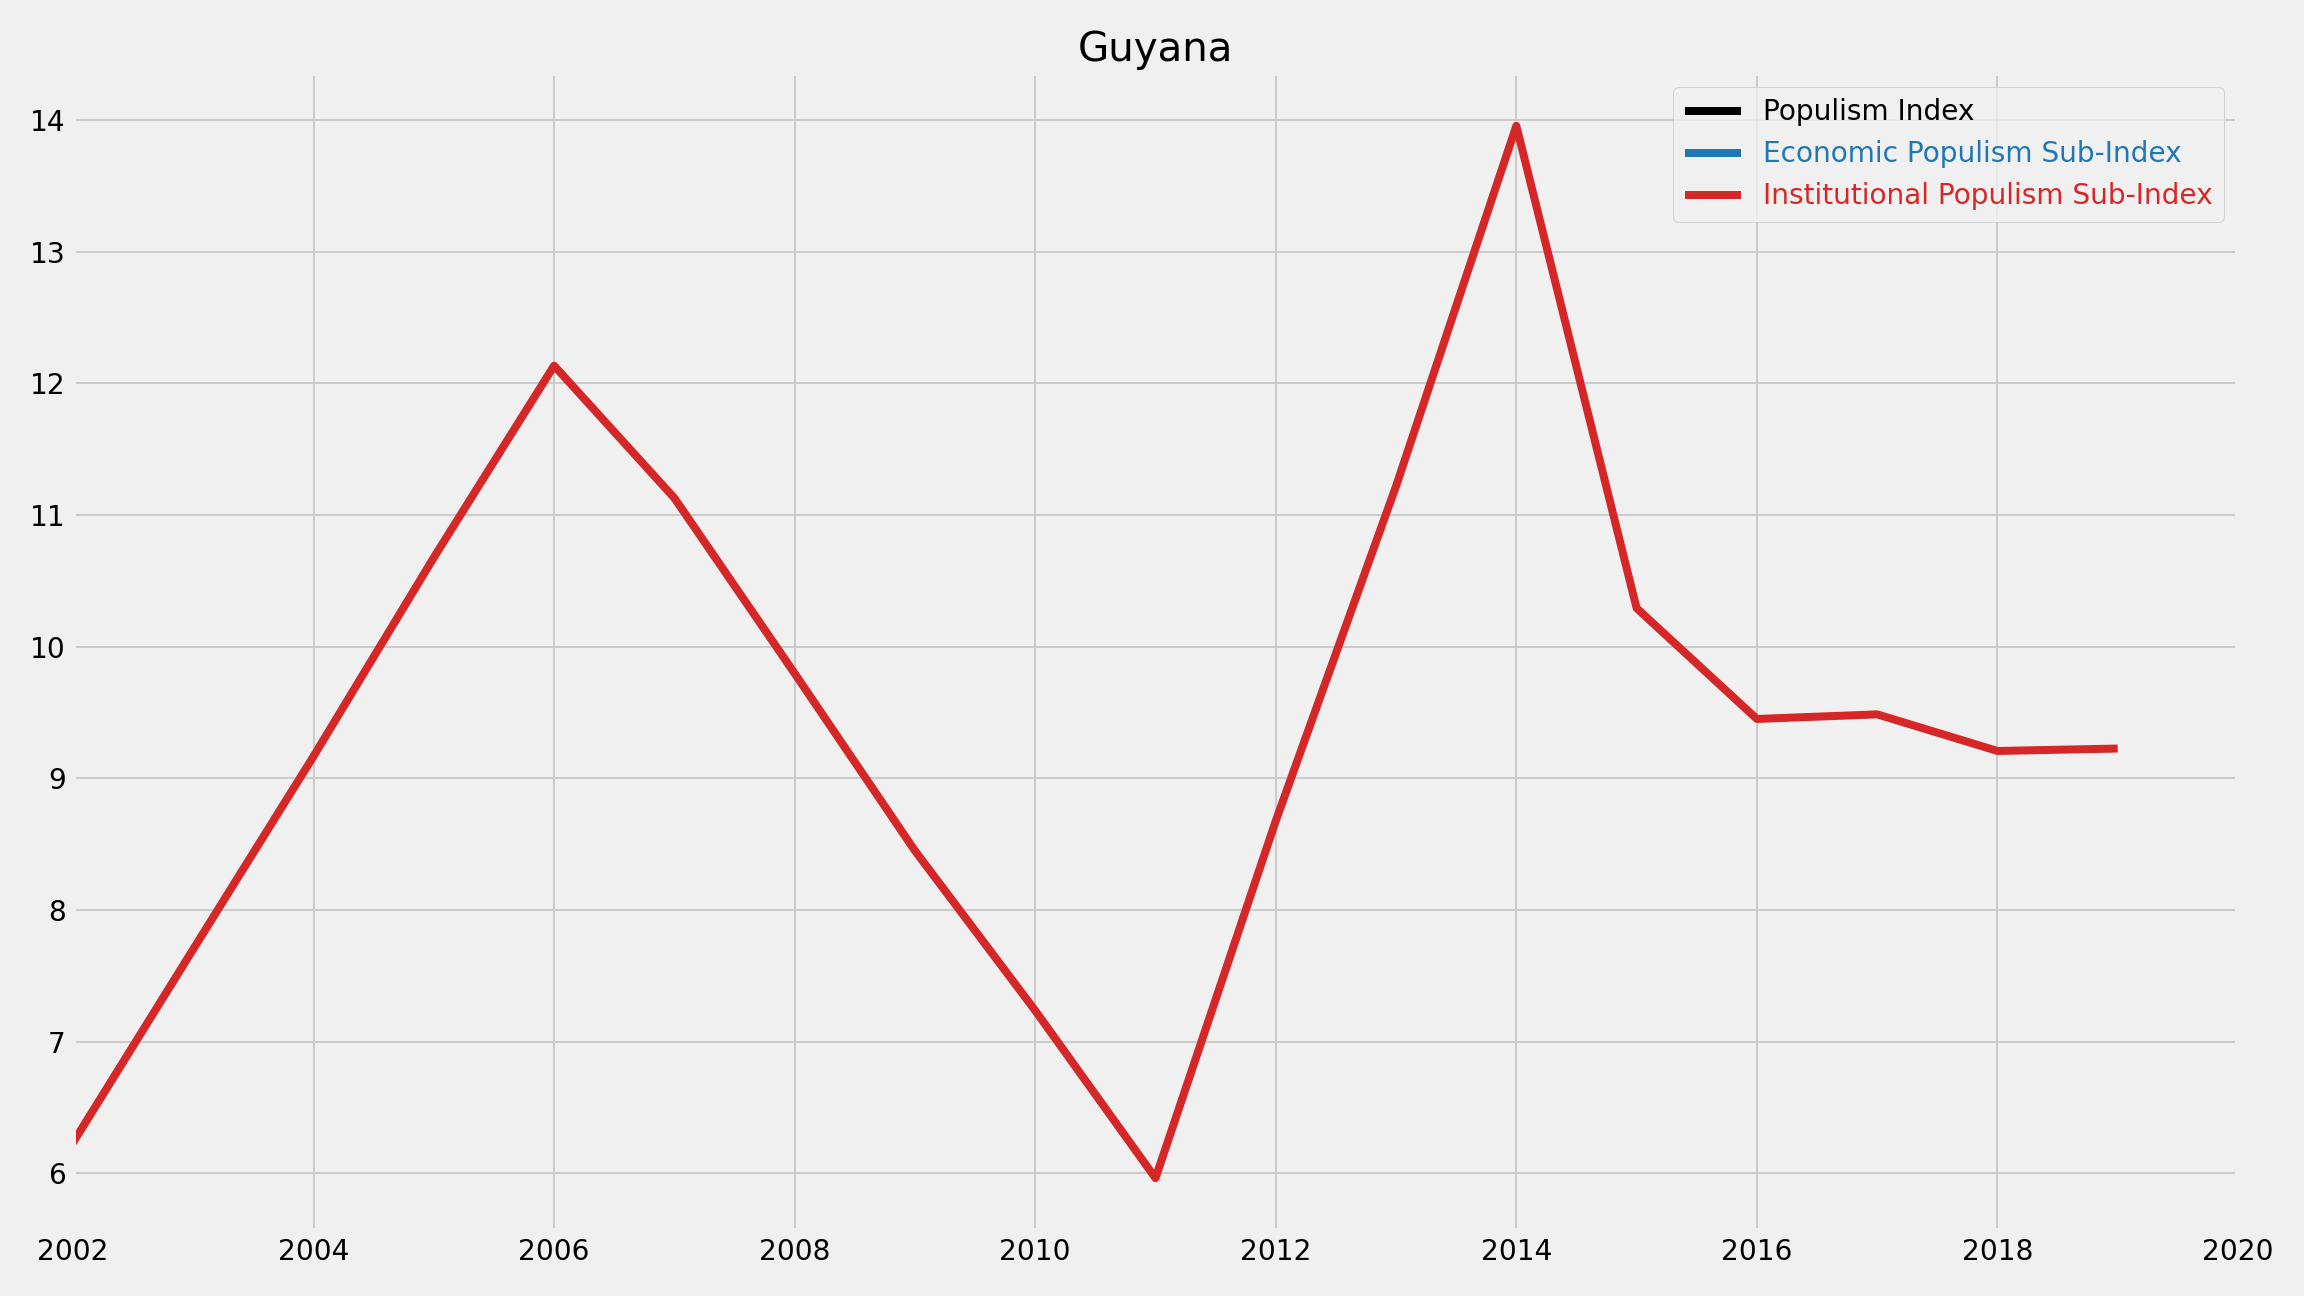 Guyana
Populism Index
Economic Populism Sub-Index
Institutional Populism Sub-Index
14
13
12
11
10
9
8
7
6
2002 2004 2006 2008 2010 2012 2014 2016 2018 2020